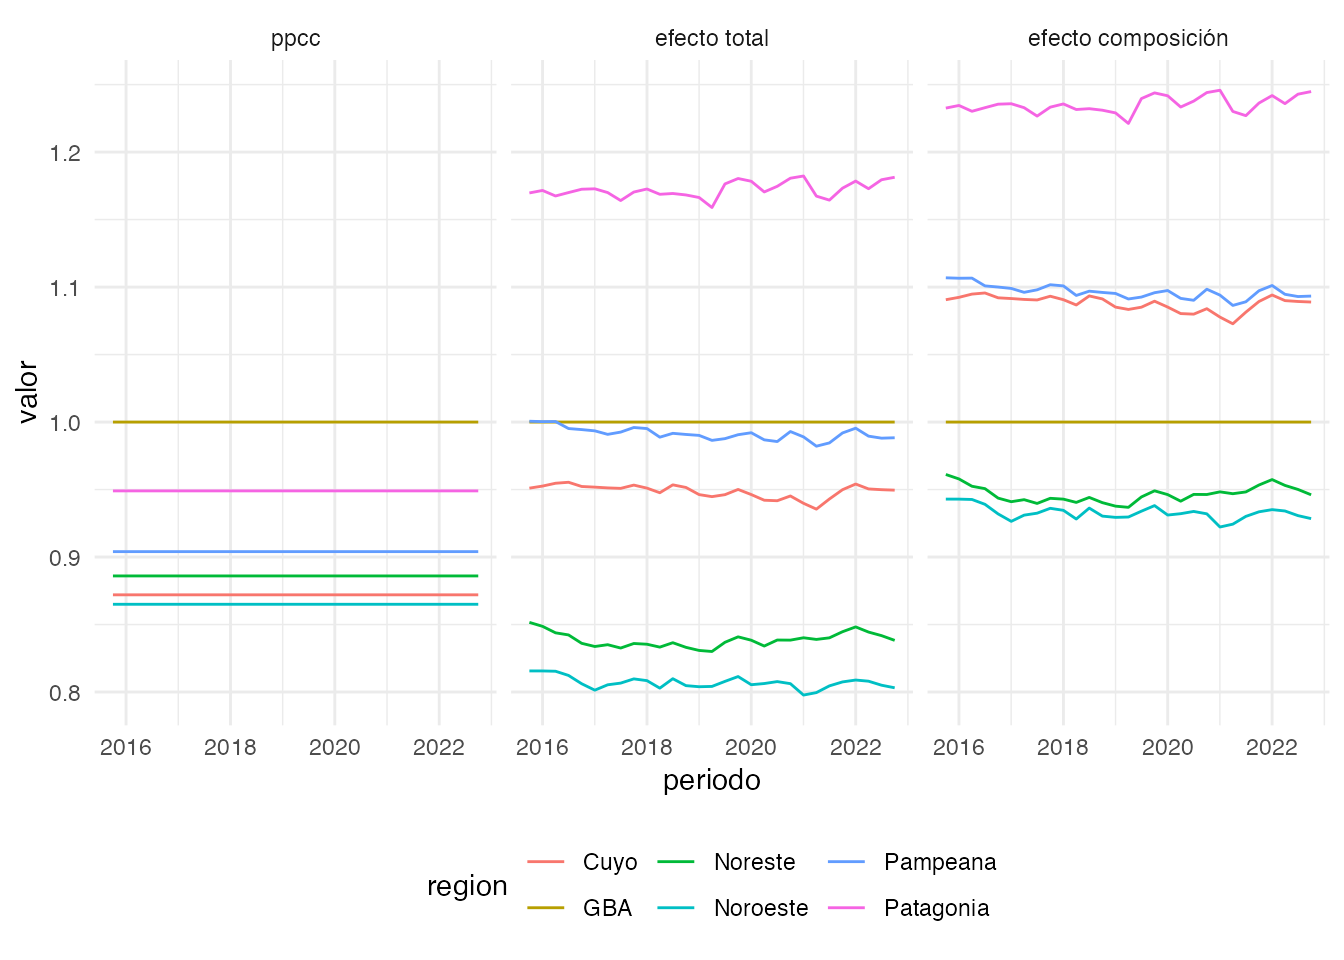 ppcc efecto total efecto composición
1.2
1.1
1.0
0.9
0.8
valor
2016 2018 2020 2022 2016 2018 2020 2022 2016 2018 2020 2022
periodo
region
Cuyo Noreste Pampeana
GBA Noroeste Patagonia